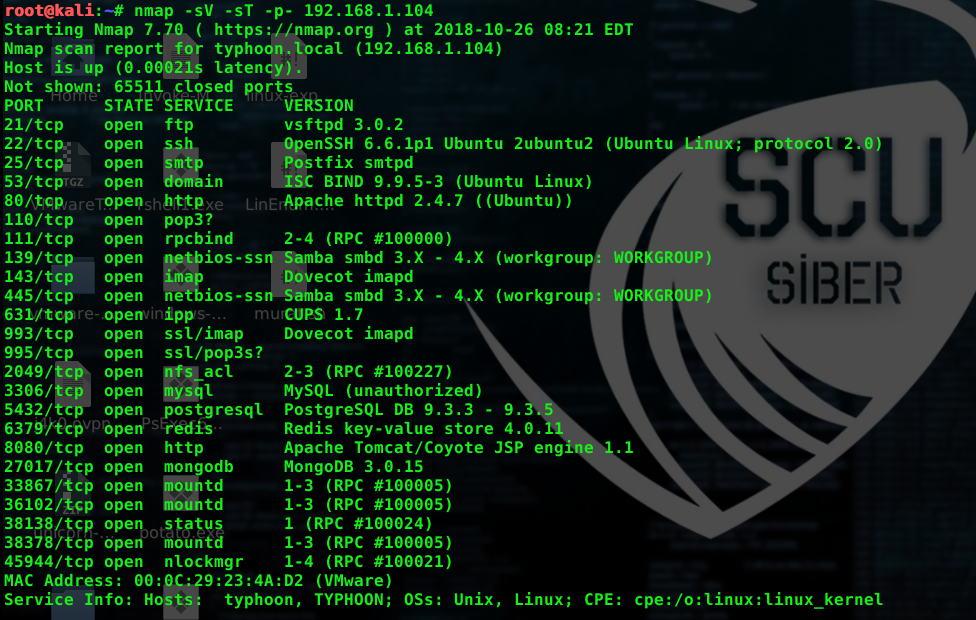 root@kali:~# nmap -sV -sT -p- 192.168.1.104
Starting Nmap 7.70 ( https://nmap.org ) at 2018-10-26 08:21 EDT
Nmap scan report for typhoon.local (192.168.1.104)
Host is up (0.00021s latency).
Not shown: 65511 closed ports
PORT STATE SERVICE VERSION
21/tcp open ftp vsftpd 3.0.2
22/tcp open ssh OpenSSH 6.6.1p1 Ubuntu 2ubuntu2 (Ubuntu Linux; protocol 2.0)
25/tcp open smtp Postfix smtpd
53/tcp open domain ISC BIND 9.9.5-3 (Ubuntu Linux)
80/tcp open http Apache httpd 2.4.7 ((Ubuntu))
110/tcp open pop3?
111/tcp open rpcbind 2-4 (RPC #100000)
139/tcp open netbios-ssn Samba smbd 3.X - 4.X (workgroup: WORKGROUP)
143/tcp open imap Dovecot imapd
445/tcp open netbios-ssn Samba smbd 3.X - 4.X (workgroup: WORKGROUP)
631/tcp open ipp CUPS 1.7
993/tcp open ssl/imap Dovecot imapd
995/tcp open ssl/pop3s?
2049/tcp open nfs_acl 2-3 (RPC #100227)
3306/tcp open mysql MySQL (unauthorized)
5432/tcp open postgresql PostgreSQL DB 9.3.3 - 9.3.5
6379/tcp open redis Redis key-value store 4.0.11
8080/tcp open http Apache Tomcat/Coyote JSP engine 1.1
27017/tcp open mongodb MongoDB 3.0.15
33867/tcp open mountd 1-3 (RPC #100005)
36102/tcp open mountd 1-3 (RPC #100005)
38138/tcp open status 1 (RPC #100024)
38378/tcp open mountd 1-3 (RPC #100005)
45944/tcp open nlockmgr 1-4 (RPC #100021)
MAC Address: 00:0C:29:23:4A:D2 (VMware)
Service Info: Hosts: typhoon, TYPHOON; OSs: Unix, Linux; CPE: cpe:/o:linux:linux_kernel
SCU
SİBER
Home
Invoke-M...
linux-exp...
LinEnum....
windows-...
PsExec...
unicorn-...
potato.exe